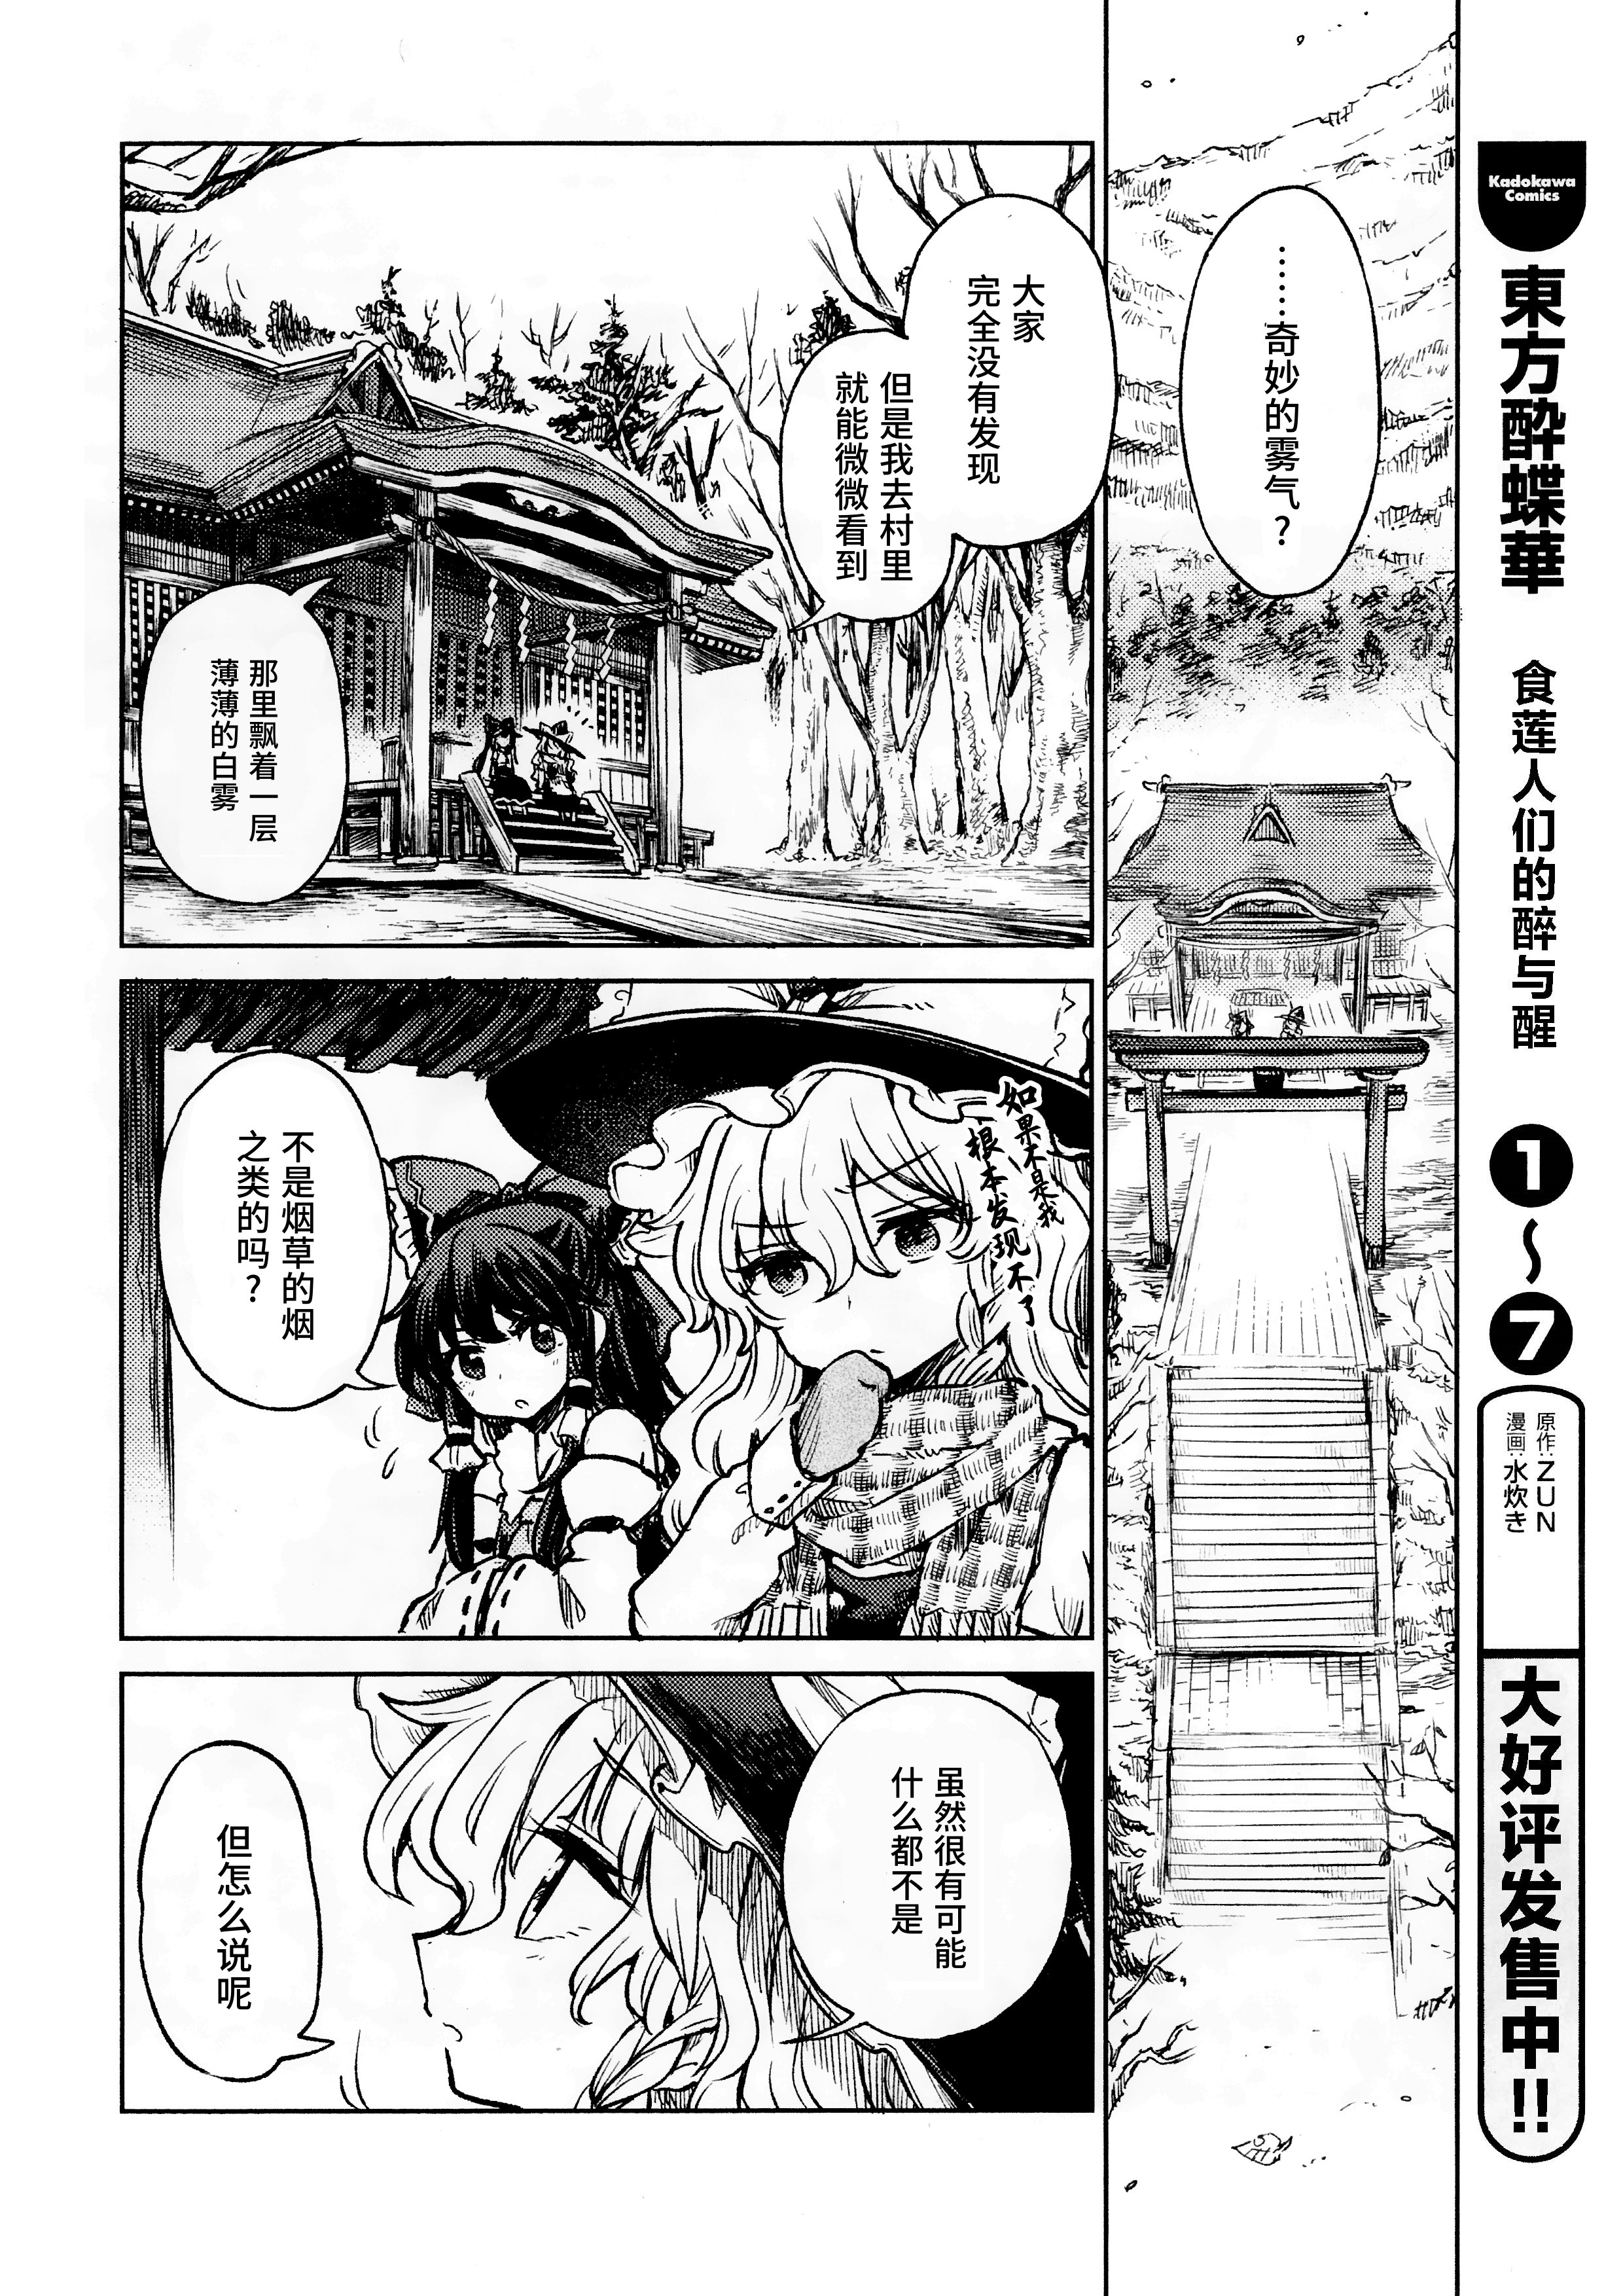 Kadokawa
Comics
東方酔蝶華
食莲人们的醉与醒
1～7
原作：ZUN
漫画：水炊き
大好评发售中!!
……奇妙的雾气？
大家
完全没有发现
但是我去村里
就能微微看到
那里飘着一层
薄薄的白雾
如果不是我
根本发现不了
不是烟草的烟
之类的吗？
虽然很有可能
什么都不是
但怎么说呢